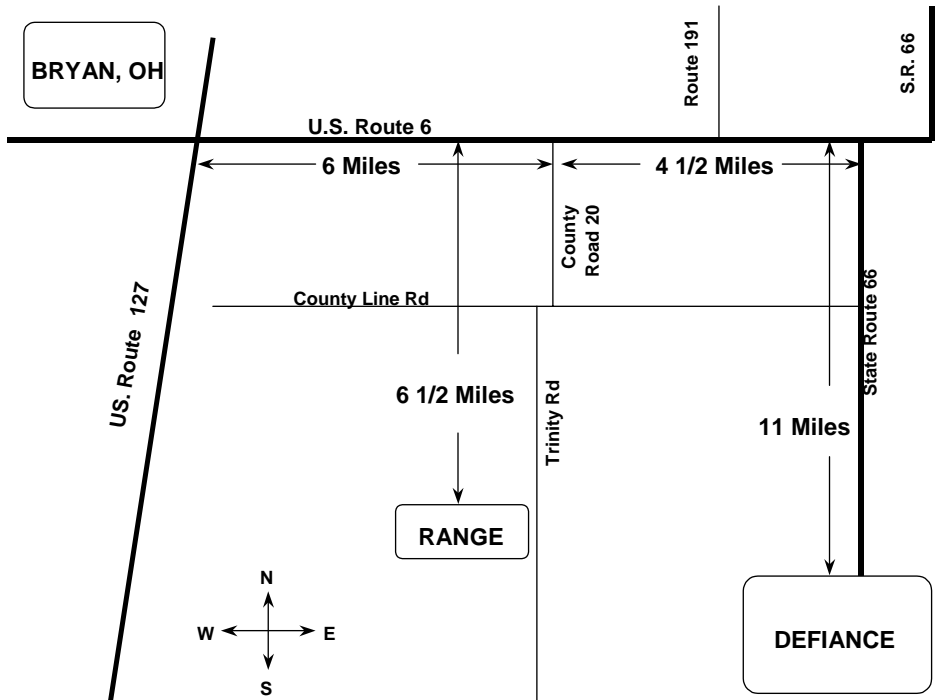 Route 191
S.R. 66
BRYAN, OH
U.S. Route 6
6 Miles
4 1/2 Miles
County
Road 20
County Line Rd
State Route 66
US. Route 127
6 1/2 Miles
Trinity Rd
11 Miles
RANGE
N
W
E
S
DEFIANCE